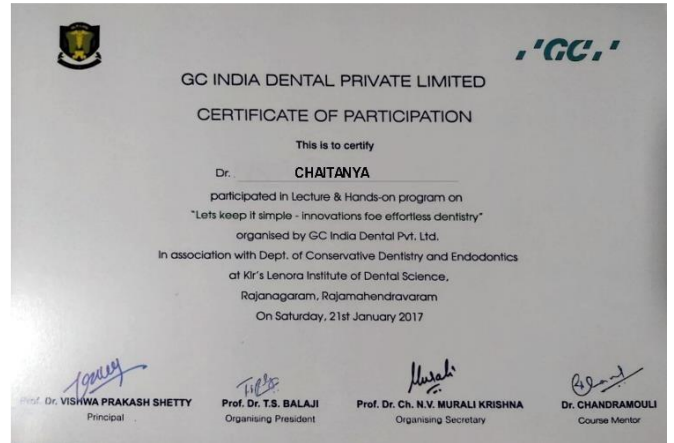 GC,
GC INDIA DENTAL PRIVATE LIMITED
CERTIFICATE OF PARTICIPATION
This is to certify
Dr. CHAITANYA
participated in Lecture & Hands-on program on
"Lets keep it simple - innovations foe effortless dentistry"
organised by GC India Dental Pvt. Ltd.
In association with Dept. of Conservative Dentistry and Endodontics
at Kir's Lenora Institute of Dental Science,
Rajanagaram, Rajamahendravaram
On Saturday, 21st January 2017
Prof. Dr. VISHWA PRAKASH SHETTY Prof. Dr. T.S. BALAJI Prof. Dr. Ch. N.V. MURALI KRISHNA Dr. CHANDRAMOULI
Principal Organising President Organising Secretary Course Mentor